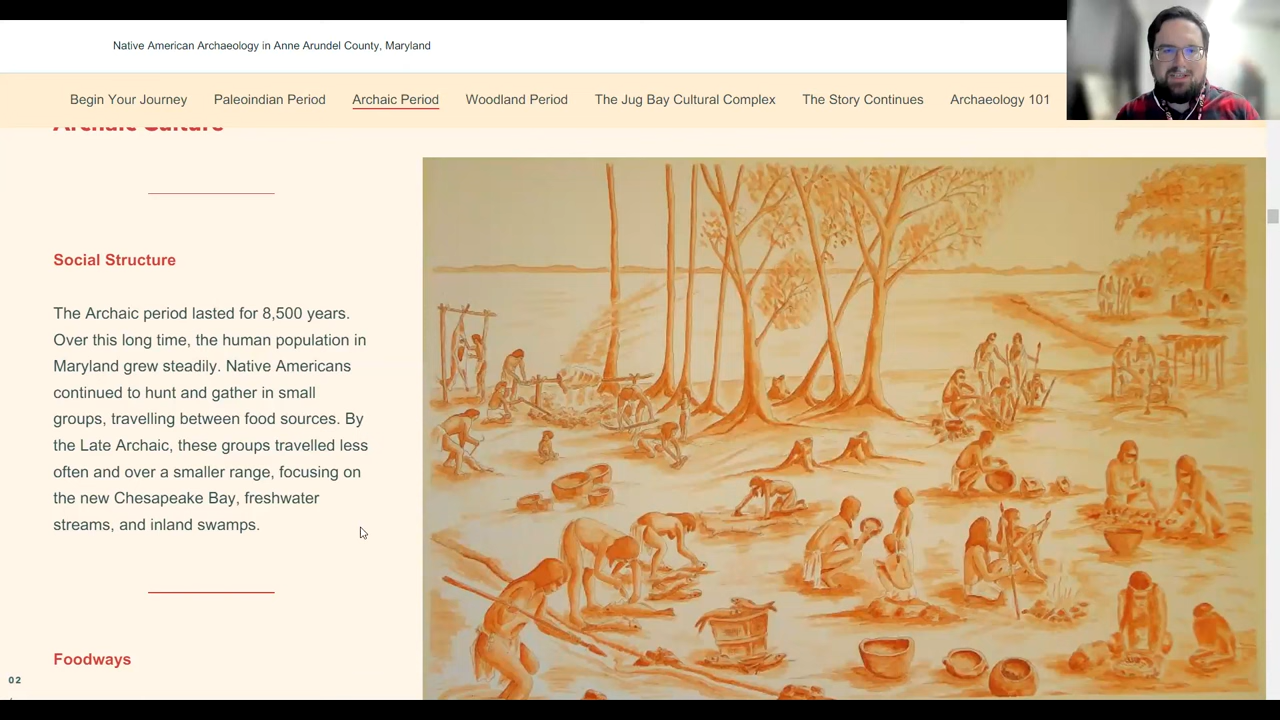 Native American Archaeology in Anne Arundel County, Maryland
Begin Your Journey Paleoindian Period Archaic Period Woodland Period The Jug Bay Cultural Complex The Story Continues Archaeology 101
Archaic Culture
Social Structure
The Archaic period lasted for 8,500 years.
Over this long time, the human population in
Maryland grew steadily. Native Americans
continued to hunt and gather in small
groups, travelling between food sources. By
the Late Archaic, these groups travelled less
often and over a smaller range, focusing on
the new Chesapeake Bay, freshwater
streams, and inland swamps.
Foodways
02